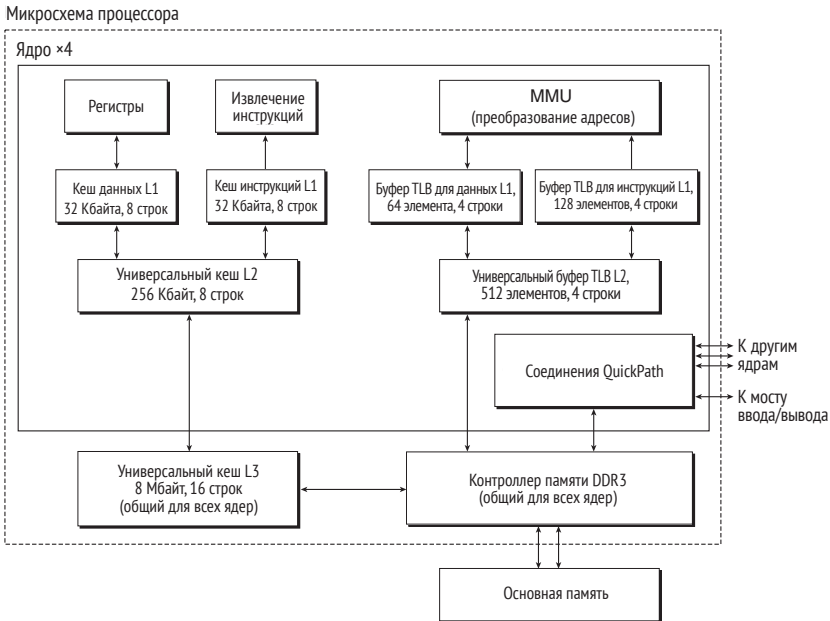 Микросхема процессора
Ядро ×4
Регистры
Извлечение
инструкций
MMU
(преобразование адресов)
Кеш данных L1
32 Кбайта, 8 строк
Кеш инструкций L1
32 Кбайта, 8 строк
Буфер TLB для данных L1,
64 элемента, 4 строки
Буфер TLB для инструкций L1,
128 элементов, 4 строки
Универсальный кеш L2
256 Кбайт, 8 строк
Универсальный буфер TLB L2,
512 элементов, 4 строки
Соединения QuickPath
К другим
ядрам
К мосту
ввода/вывода
Универсальный кеш L3
8 Мбайт, 16 строк
(общий для всех ядер)
Контроллер памяти DDR3
(общий для всех ядер)
Основная память